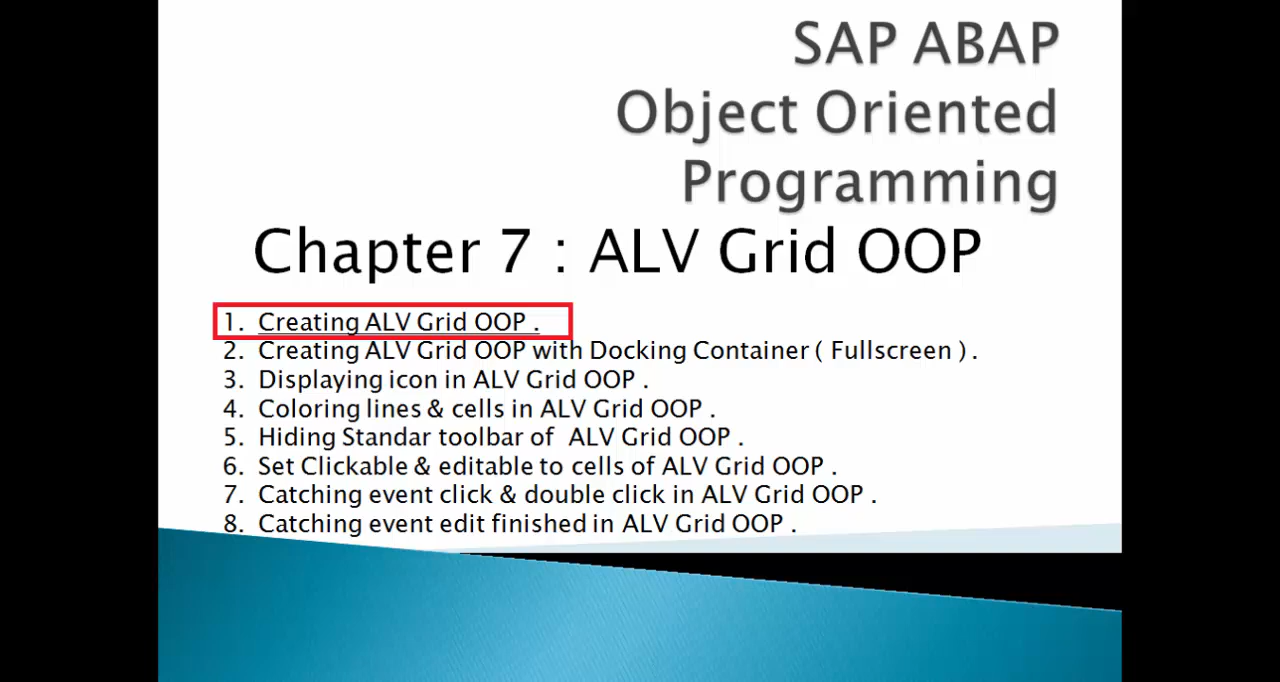 SAP ABAP
Object Oriented
Programming
Chapter 7 : ALV Grid OOP
1. Creating ALV Grid OOP .
2. Creating ALV Grid OOP with Docking Container ( Fullscreen ) .
3. Displaying icon in ALV Grid OOP .
4. Coloring lines & cells in ALV Grid OOP .
5. Hiding Standar toolbar of ALV Grid OOP .
6. Set Clickable & editable to cells of ALV Grid OOP .
7. Catching event click & double click in ALV Grid OOP .
8. Catching event edit finished in ALV Grid OOP .